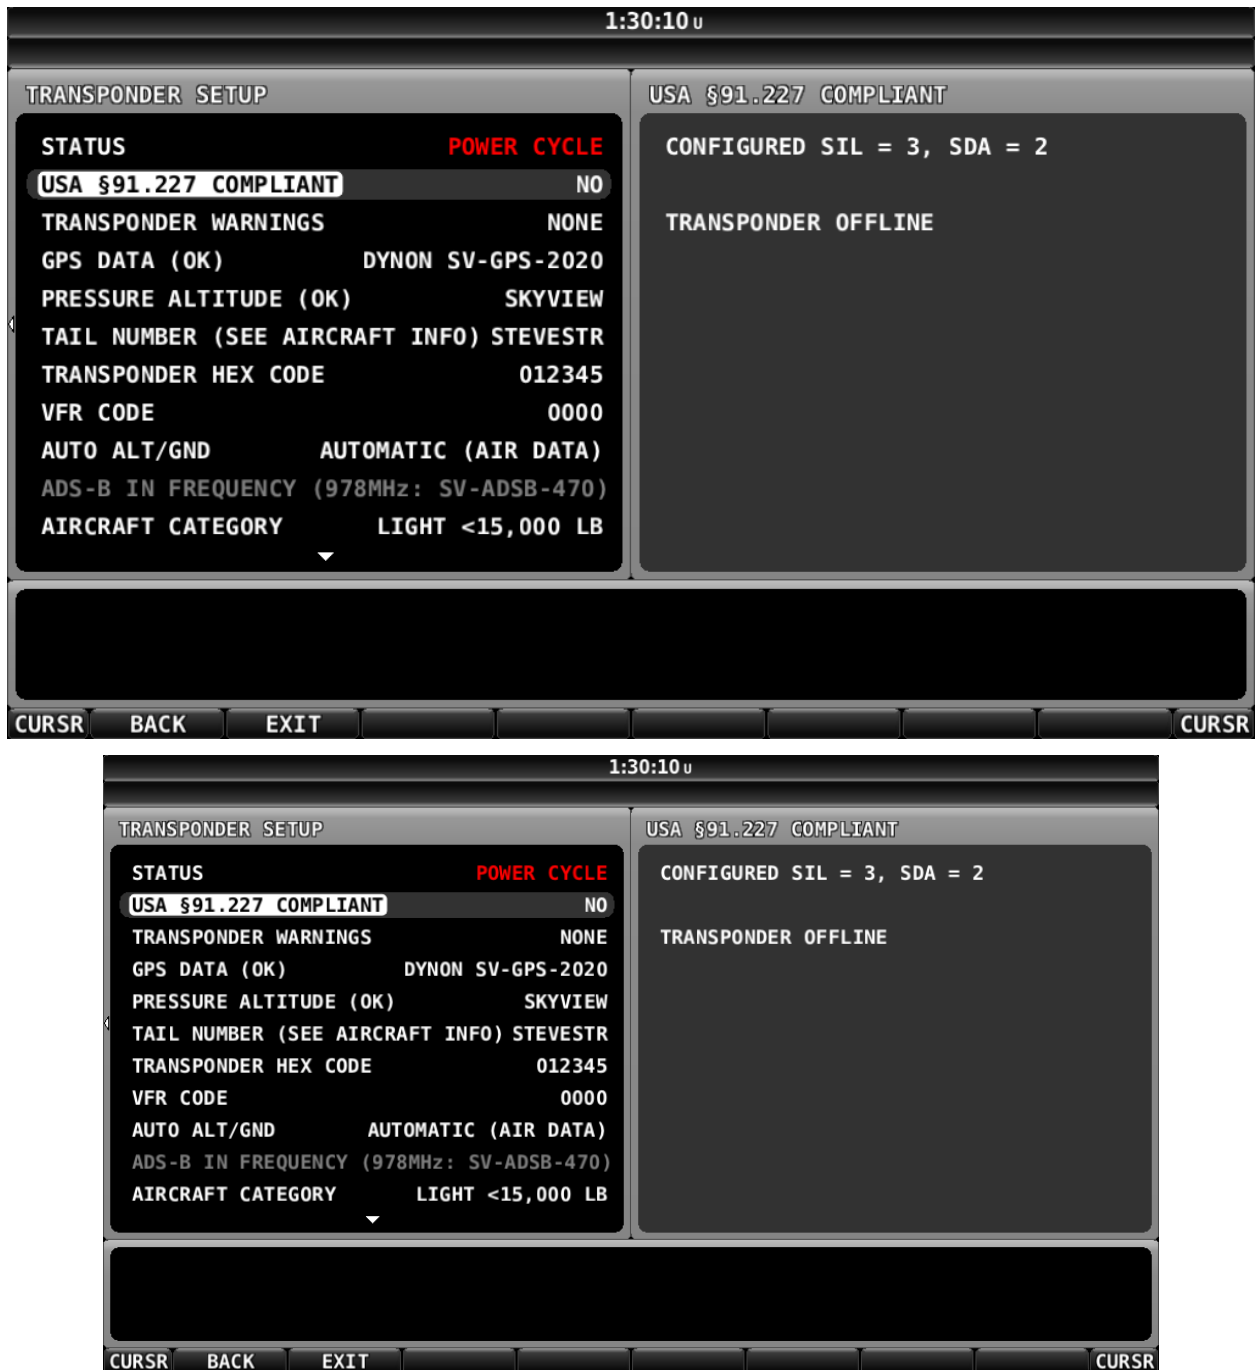 1:30:10 U
TRANSPONDER SETUP
STATUS POWER CYCLE
USA §91.227 COMPLIANT NO
TRANSPONDER WARNINGS NONE
GPS DATA (OK) DYNON SV-GPS-2020
PRESSURE ALTITUDE (OK) SKYVIEW
TAIL NUMBER (SEE AIRCRAFT INFO) STEVESTR
TRANSPONDER HEX CODE 012345
VFR CODE 0000
AUTO ALT/GND AUTOMATIC (AIR DATA)
ADS-B IN FREQUENCY (978MHz: SV-ADSB-470)
AIRCRAFT CATEGORY LIGHT <15,000 LB
USA §91.227 COMPLIANT
CONFIGURED SIL = 3, SDA = 2
TRANSPONDER OFFLINE
CURSR BACK EXIT CURSR
1:30:10 U
TRANSPONDER SETUP
STATUS POWER CYCLE
USA §91.227 COMPLIANT NO
TRANSPONDER WARNINGS NONE
GPS DATA (OK) DYNON SV-GPS-2020
PRESSURE ALTITUDE (OK) SKYVIEW
TAIL NUMBER (SEE AIRCRAFT INFO) STEVESTR
TRANSPONDER HEX CODE 012345
VFR CODE 0000
AUTO ALT/GND AUTOMATIC (AIR DATA)
ADS-B IN FREQUENCY (978MHz: SV-ADSB-470)
AIRCRAFT CATEGORY LIGHT <15,000 LB
USA §91.227 COMPLIANT
CONFIGURED SIL = 3, SDA = 2
TRANSPONDER OFFLINE
CURSR BACK EXIT CURSR